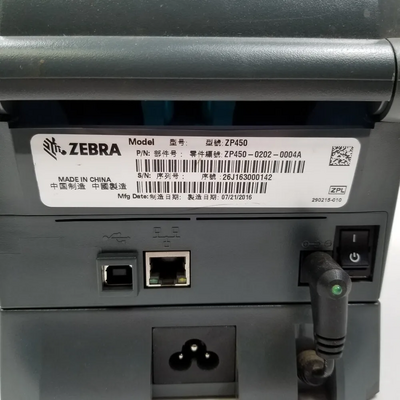 ZEBRA
Model 型号: 型號: ZP450
P/N: 部件号: 零件編號: ZP450-0202-0004A
S/N: 序列号: 序號: 26J163000142
MADE IN CHINA
中国制造 中國製造
Mfg Date: 制造日期: 製造日期: 07/21/2016
ZPL
290215-010